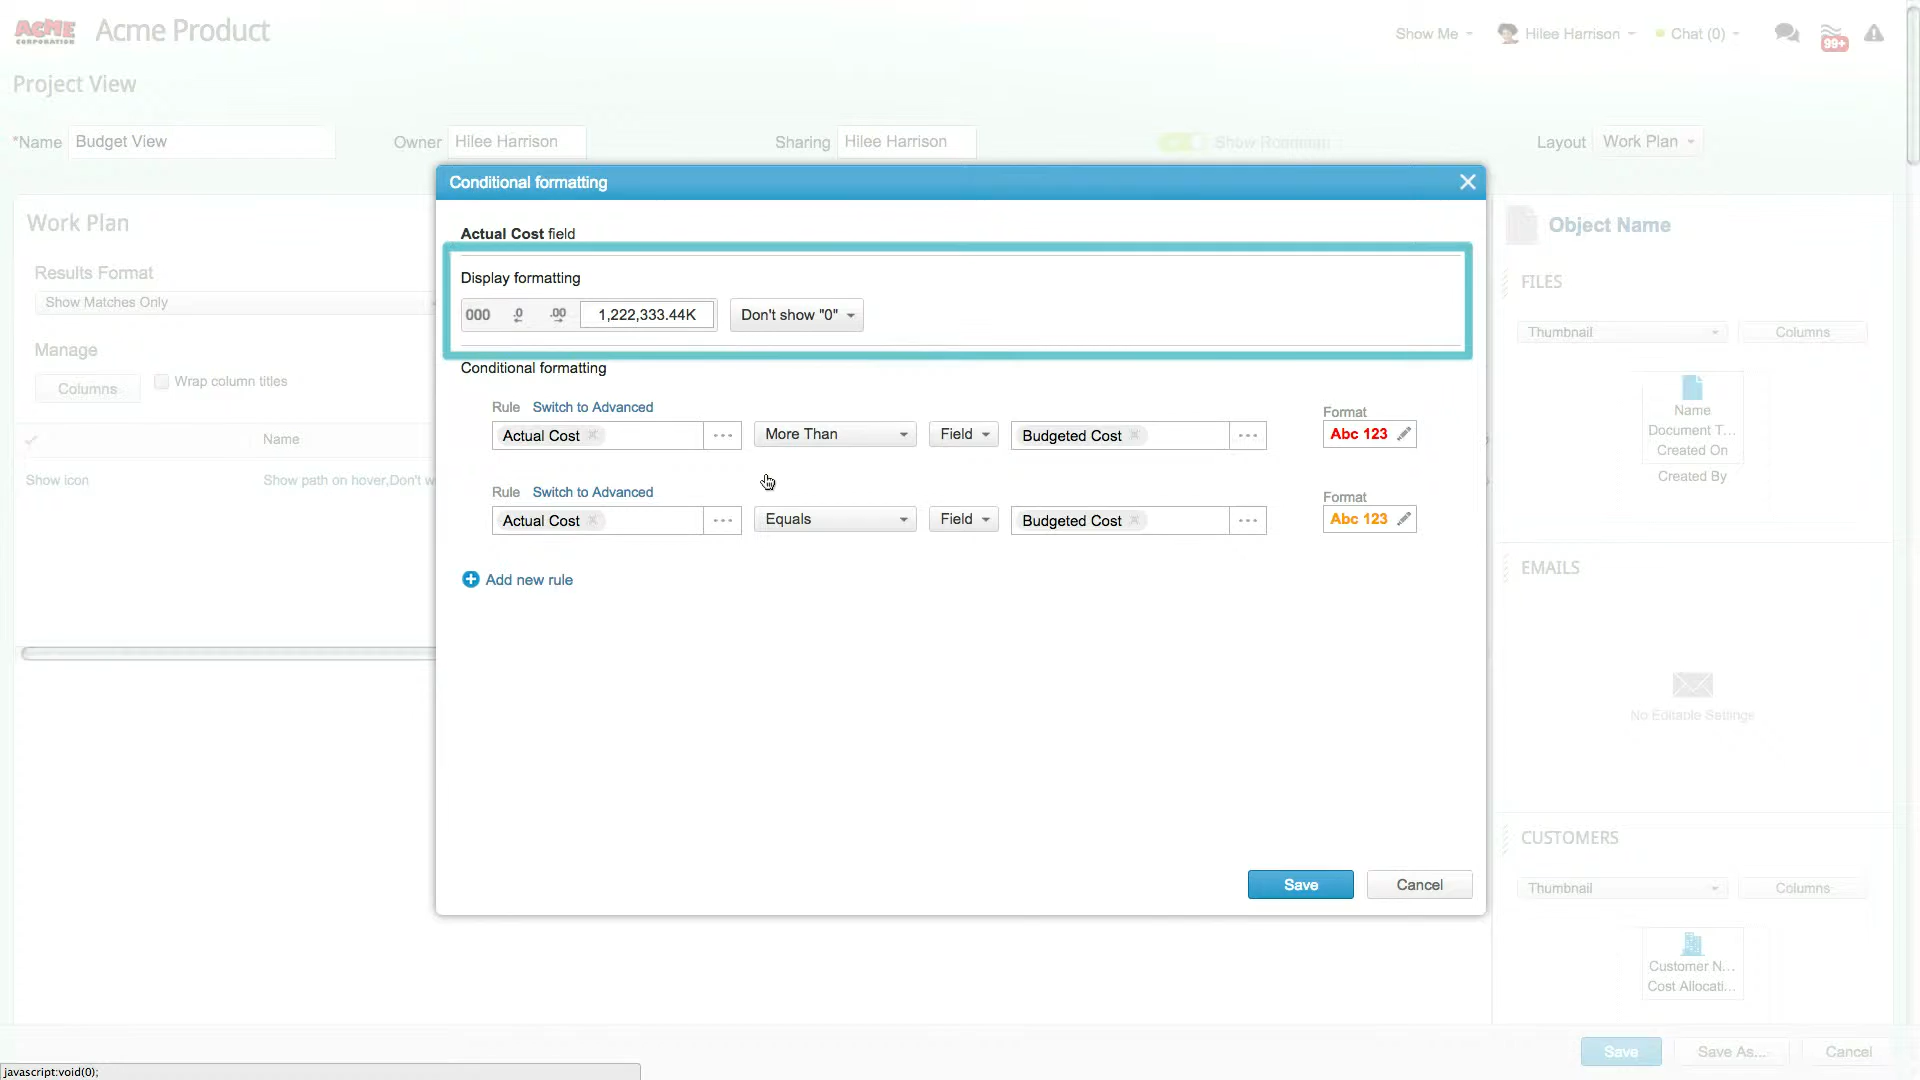 ACME
CORPORATION
Acme Product
Show Me
Hilee Harrison
Chat (0)
99+
Project View
*Name
Budget View
Owner
Hilee Harrison
Sharing
Hilee Harrison
Show Roadmap
Layout
Work Plan
Conditional formatting
Work Plan
Results Format
Show Matches Only
Manage
Columns
Wrap column titles
Name
Show icon
Show path on hover,Don't w
Actual Cost field
Display formatting
000
.0
.00
1,222,333.44K
Don't show "0"
Conditional formatting
Rule
Switch to Advanced
Actual Cost
More Than
Field
Budgeted Cost
Format
Abc 123
Rule
Switch to Advanced
Actual Cost
Equals
Field
Budgeted Cost
Format
Abc 123
Add new rule
Save
Cancel
Object Name
FILES
Thumbnail
Columns
Name
Document T...
Created On
Created By
EMAILS
No Editable Settings
CUSTOMERS
Thumbnail
Columns
Customer N...
Cost Allocati...
Save
Save As...
Cancel
javascript:void(0);